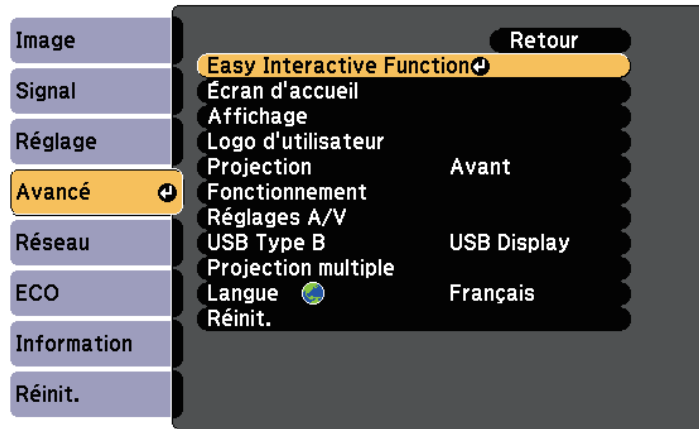 Image
Signal
Réglage
Avancé
Réseau
ECO
Information
Réinit.
Retour
Easy Interactive Function
Écran d'accueil
Affichage
Logo d'utilisateur
Projection Avant
Fonctionnement
Réglages A/V
USB Type B USB Display
Projection multiple
Langue Français
Réinit.